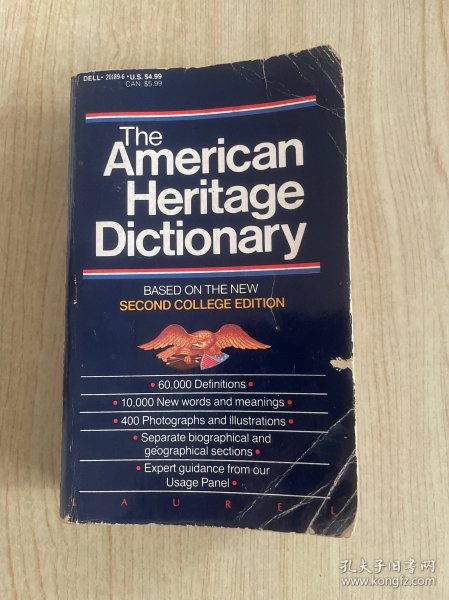 DELL • 20189-6 • U.S. $4.99
CAN. $5.99
The
American
Heritage
Dictionary
BASED ON THE NEW
SECOND COLLEGE EDITION
• 60,000 Definitions •
• 10,000 New words and meanings •
• 400 Photographs and illustrations •
• Separate biographical and
geographical sections •
• Expert guidance from our
Usage Panel •
LAUREL
孔夫子旧书网
www.kongfz.com